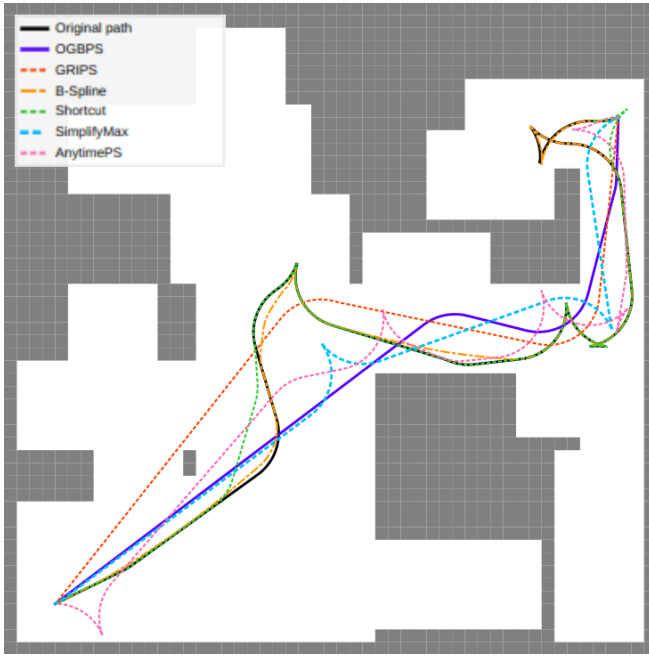 Original path
OGBPS
GRIPS
B-Spline
Shortcut
SimplifyMax
AnytimePS